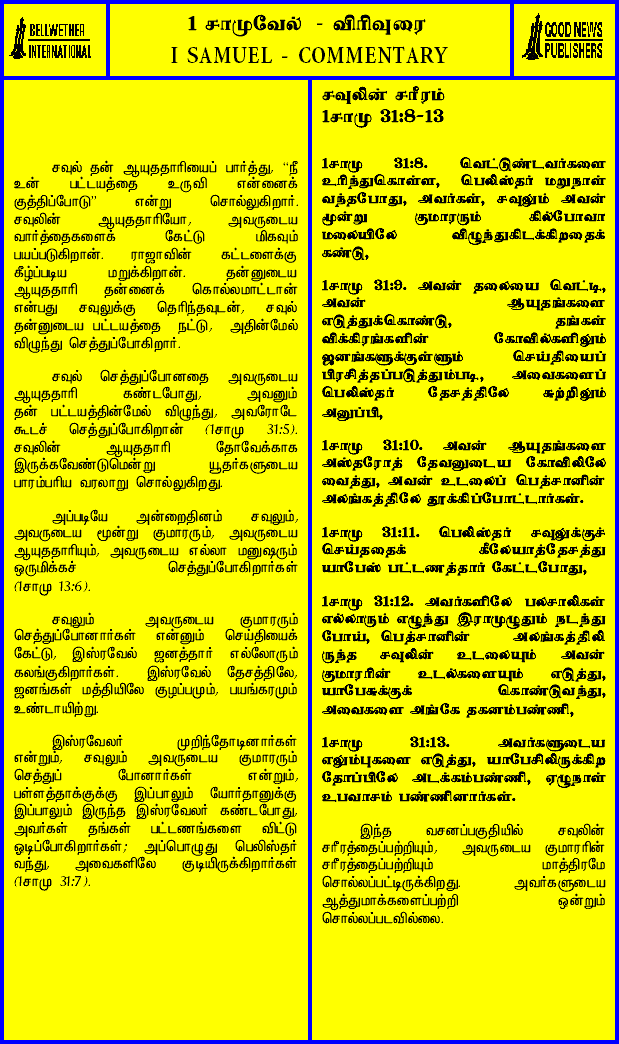 BELLWETHER
INTERNATIONAL
1 சாமுவேல் - விரிவுரை
I SAMUEL - COMMENTARY
GOOD NEWS
PUBLISHERS
சவுல் தன் ஆயுததாரியைப் பார்த்து, “நீ
உன் பட்டயத்தை உருவி என்னைக்
குத்திப்போடு” என்று சொல்லுகிறார்.
சவுலின் ஆயுததாரியோ, அவருடைய
வார்த்தைகளைக் கேட்டு மிகவும்
பயப்படுகிறான். ராஜாவின் கட்டளைக்கு
கீழ்ப்படிய மறுக்கிறான். தன்னுடைய
ஆயுததாரி தன்னைக் கொல்லமாட்டான்
என்பது சவுலுக்கு தெரிந்தவுடன், சவுல்
தன்னுடைய பட்டயத்தை நட்டு, அதின்மேல்
விழுந்து செத்துப்போகிறார்.
சவுல் செத்துப்போனதை அவருடைய
ஆயுததாரி கண்டபோது, அவனும்
தன் பட்டயத்தின்மேல் விழுந்து, அவரோடே
கூடச் செத்துப்போகிறான் (1சாமு 31:5).
சவுலின் ஆயுததாரி தோவேக்காக
இருக்கவேண்டுமென்று யூதர்களுடைய
பாரம்பரிய வரலாறு சொல்லுகிறது.
அப்படியே அன்றைதினம் சவுலும்,
அவருடைய மூன்று குமாரரும், அவருடைய
ஆயுததாரியும், அவருடைய எல்லா மனுஷரும்
ஒருமிக்கச் செத்துப்போகிறார்கள்
(1சாமு 13:6).
சவுலும் அவருடைய குமாரரும்
செத்துப்போனார்கள் என்னும் செய்தியைக்
கேட்டு, இஸ்ரவேல் ஜனத்தார் எல்லோரும்
கலங்குகிறார்கள். இஸ்ரவேல் தேசத்திலே,
ஜனங்கள் மத்தியிலே குழப்பமும், பயங்கரமும்
உண்டாயிற்று.
இஸ்ரவேலர் முறிந்தோடினார்கள்
என்றும், சவுலும் அவருடைய குமாரரும்
செத்துப் போனார்கள் என்றும்,
பள்ளத்தாக்குக்கு இப்பாலும் யோர்தானுக்கு
இப்பாலும் இருந்த இஸ்ரவேலர் கண்டபோது,
அவர்கள் தங்கள் பட்டணங்களை விட்டு
ஓடிப்போகிறார்கள்; அப்பொழுது பெலிஸ்தர்
வந்து, அவைகளிலே குடியிருக்கிறார்கள்
(1சாமு 31:7).
சவுலின் சரீரம்
1சாமு 31:8-13
1சாமு 31:8. வெட்டுண்டவர்களை
உரிந்துகொள்ள, பெலிஸ்தர் மறுநாள்
வந்தபோது, அவர்கள், சவுலும் அவன்
மூன்று குமாரரும் கில்போவா
மலையிலே விழுந்துகிடக்கிறதைக்
கண்டு,
1சாமு 31:9. அவன் தலையை வெட்டி,
அவன் ஆயுதங்களை
எடுத்துக்கொண்டு, தங்கள்
விக்கிரங்களின் கோவில்களிலும்
ஜனங்களுக்குள்ளும் செய்தியைப்
பிரசித்தப்படுத்தும்படி, அவைகளைப்
பெலிஸ்தர் தேசத்திலே சுற்றிலும்
அனுப்பி,
1சாமு 31:10. அவன் ஆயுதங்களை
அஸ்தரோத் தேவனுடைய கோவிலிலே
வைத்து, அவன் உடலைப் பெத்சானின்
அலங்கத்திலே தூக்கிப்போட்டார்கள்.
1சாமு 31:11. பெலிஸ்தர் சவுலுக்குச்
செய்ததைக் கீலேயாத்தேசத்து
யாபேஸ் பட்டணத்தார் கேட்டபோது,
1சாமு 31:12. அவர்களிலே பலசாலிகள்
எல்லாரும் எழுந்து இராமுழுதும் நடந்து
போய், பெத்சானின் அலங்கத்திலி
ருந்த சவுலின் உடலையும் அவன்
குமாரரின் உடல்களையும் எடுத்து,
யாபேசுக்குக் கொண்டுவந்து,
அவைகளை அங்கே தகனம்பண்ணி,
1சாமு 31:13. அவர்களுடைய
எலும்புகளை எடுத்து, யாபேசிலிருக்கிற
தோப்பிலே அடக்கம்பண்ணி, ஏழுநாள்
உபவாசம் பண்ணினார்கள்.
இந்த வசனப்பகுதியில் சவுலின்
சரீரத்தைப்பற்றியும், அவருடைய குமாரரின்
சரீரத்தைப்பற்றியும் மாத்திரமே
சொல்லப்பட்டிருக்கிறது. அவர்களுடைய
ஆத்துமாக்களைப்பற்றி ஒன்றும்
சொல்லப்படவில்லை.